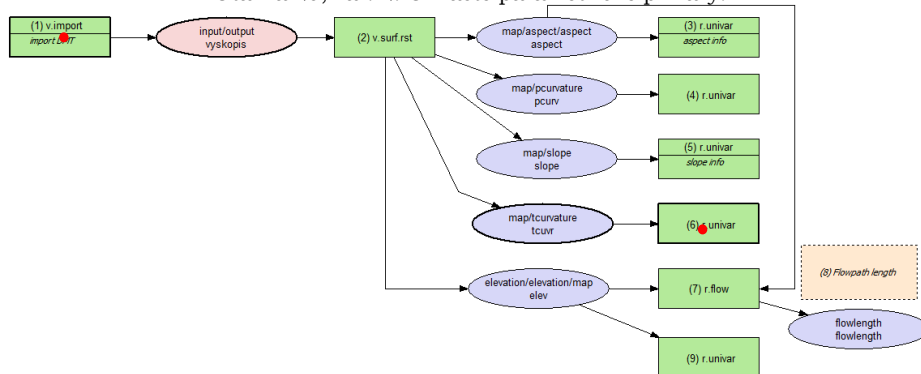 (1) v.import
import
input/output
vyskopis
(2) v.surf.rst
map/aspect/aspect
aspect
(3) r.univar
aspect info
map/pcurvature
pcurv
(4) r.univar
map/slope
slope
(5) r.univar
slope info
map/tcurvature
tcuvr
(6) r.univar
elevation/elevation/map
elev
(7) r.flow
(8) Flowpath length
flowlength
flowlength
(9) r.univar